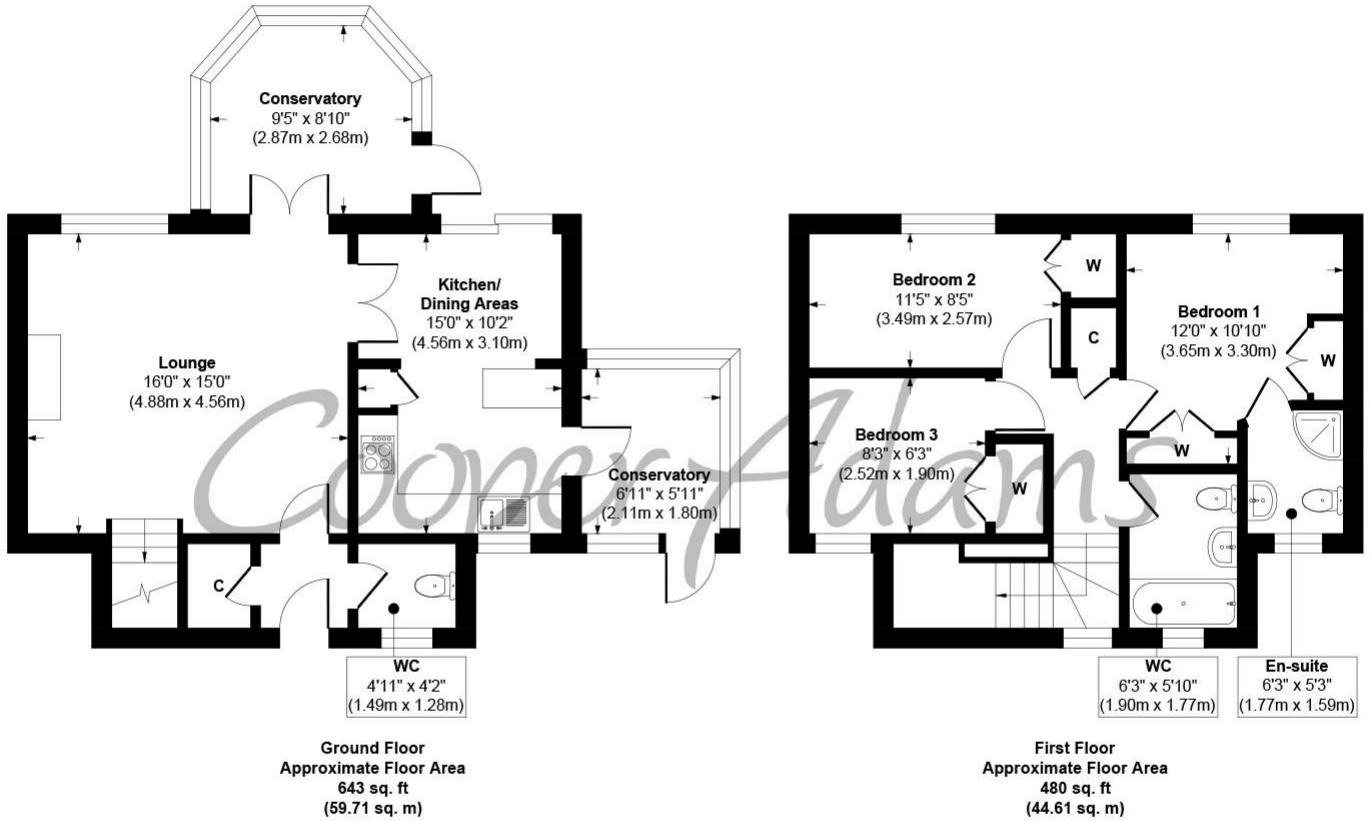 Conservatory
9'5" x 8'10"
(2.87m x 2.68m)
Kitchen/
Dining Areas
15'0" x 10'2"
(4.56m x 3.10m)
Lounge
16'0" x 15'0"
(4.88m x 4.56m)
Conservatory
6'11" x 5'11"
(2.11m x 1.80m)
C
WC
4'11" x 4'2"
(1.49m x 1.28m)
Ground Floor
Approximate Floor Area
643 sq. ft
(59.71 sq. m)
Bedroom 2
11'5" x 8'5"
(3.49m x 2.57m)
W
C
Bedroom 1
12'0" x 10'10"
(3.65m x 3.30m)
W
W
Bedroom 3
8'3" x 6'3"
(2.52m x 1.90m)
W
WC
6'3" x 5'10"
(1.90m x 1.77m)
En-suite
6'3" x 5'3"
(1.77m x 1.59m)
First Floor
Approximate Floor Area
480 sq. ft
(44.61 sq. m)
Cooper Adams